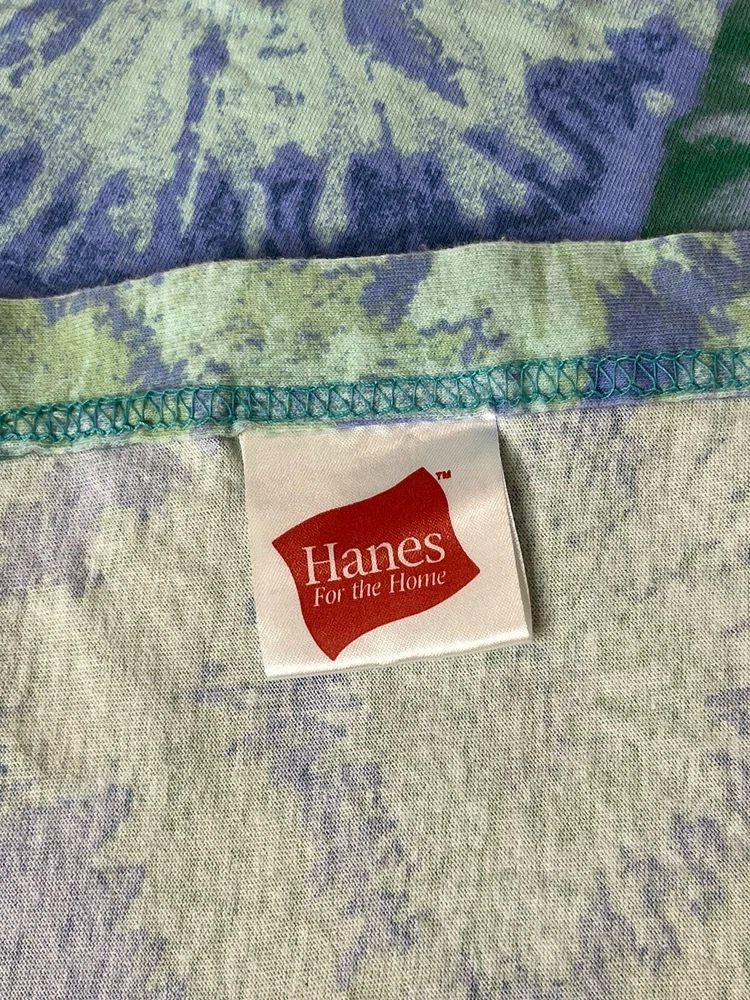 ™
Hanes
For the Home